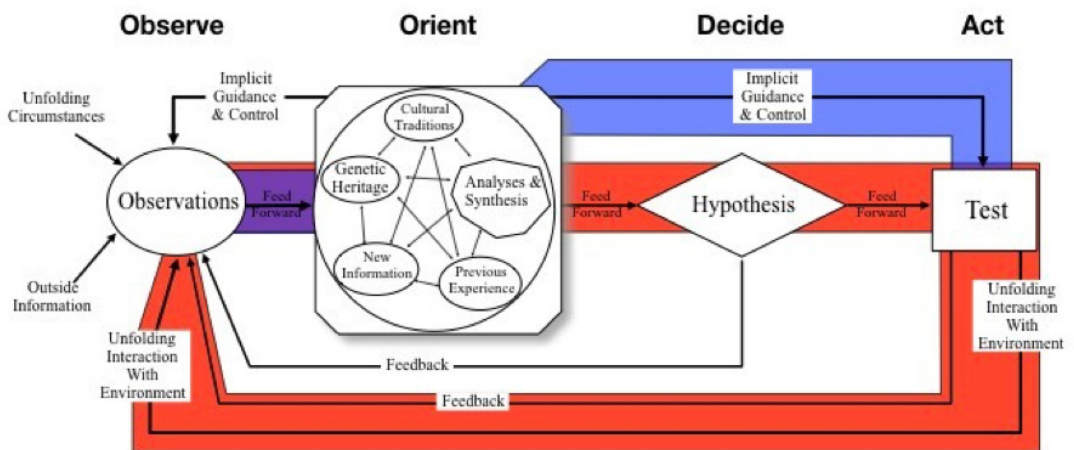 Observe
Orient
Decide
Act
Implicit
Guidance
& Control
Unfolding
Circumstances
Observations
Outside
Information
Feed
Forward
Cultural
Traditions
Genetic
Heritage
Analyses &
Synthesis
New
Information
Previous
Experience
Feed
Forward
Hypothesis
Feed
Forward
Implicit
Guidance
& Control
Test
Unfolding
Interaction
With
Environment
Unfolding
Interaction
With
Environment
Feedback
Feedback